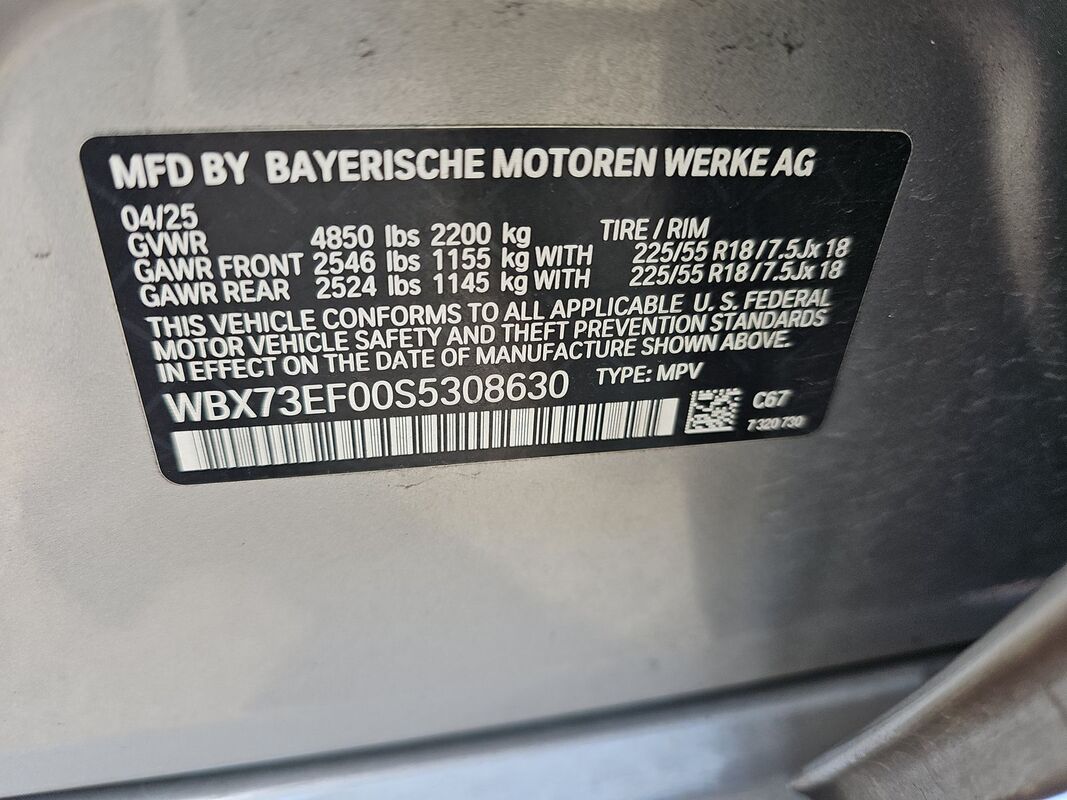 MFD BY BAYERISCHE MOTOREN WERKE AG
04/25
GVWR 4850 lbs 2200 kg TIRE / RIM
GAWR FRONT 2546 lbs 1155 kg WITH 225/55 R18 / 7.5Jx 18
GAWR REAR 2524 lbs 1145 kg WITH 225/55 R18 / 7.5Jx 18
THIS VEHICLE CONFORMS TO ALL APPLICABLE U. S. FEDERAL
MOTOR VEHICLE SAFETY AND THEFT PREVENTION STANDARDS
IN EFFECT ON THE DATE OF MANUFACTURE SHOWN ABOVE.
WBX73EF00S5308630 TYPE: MPV
C67
7 320 730